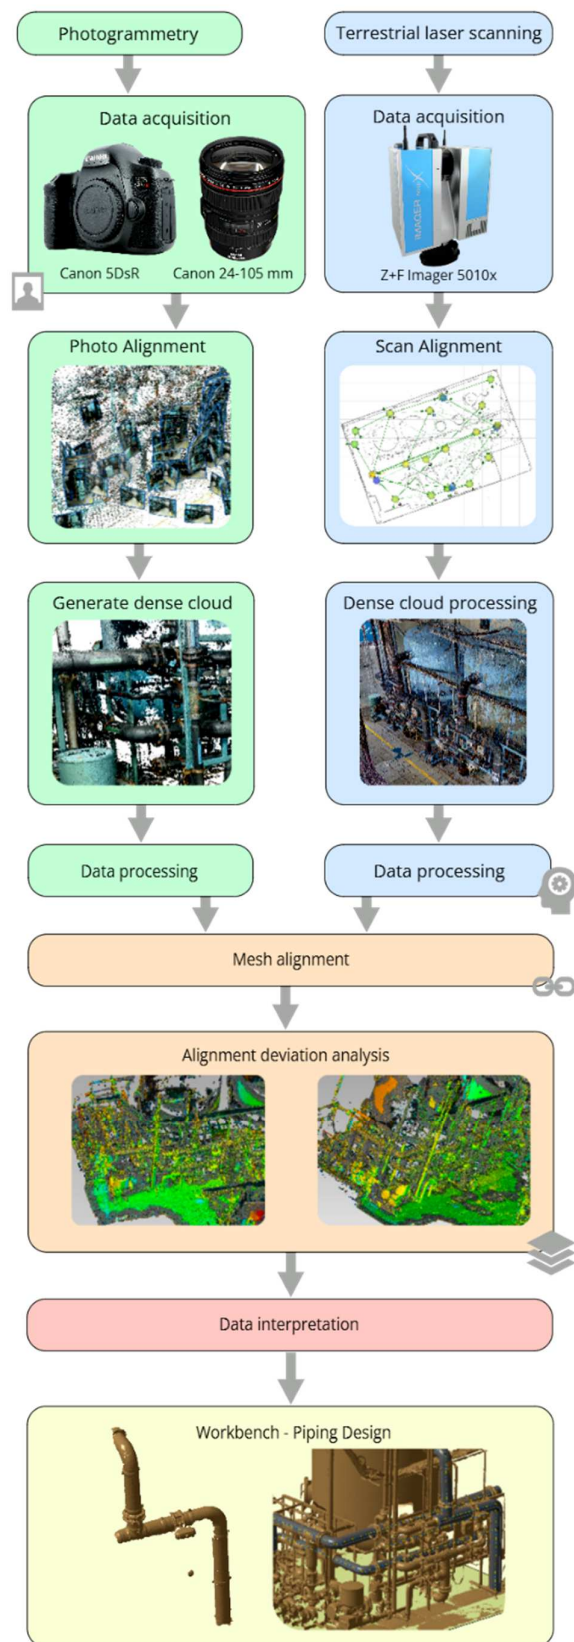 Photogrammetry
Terrestrial laser scanning
Data acquisition
Canon 5DsR
Canon 24-105 mm
Data acquisition
IMAGER
Z+F Imager 5010x
Photo Alignment
Scan Alignment
Generate dense cloud
Dense cloud processing
Data processing
Data processing
Mesh alignment
Alignment deviation analysis
Data interpretation
Workbench - Piping Design